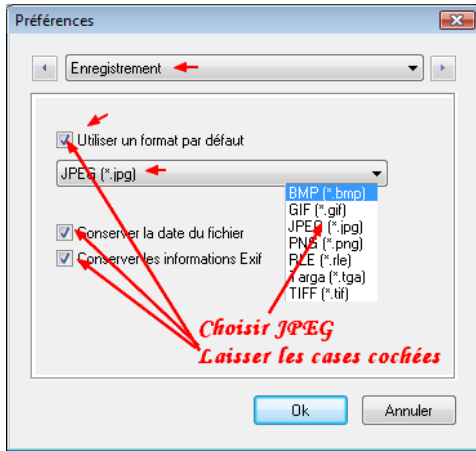 Préférences
Enregistrement
Utiliser un format par défaut
JPEG (*.jpg)
BMP (*.bmp)
GIF (*.gif)
JPEG (*.jpg)
PNG (*.png)
RLE (*.rle)
Targa (*.tga)
TIFF (*.tif)
Conserver la date du fichier
Conserver les informations Exif
Choisir JPEG
Laisser les cases cochées
Ok
Annuler